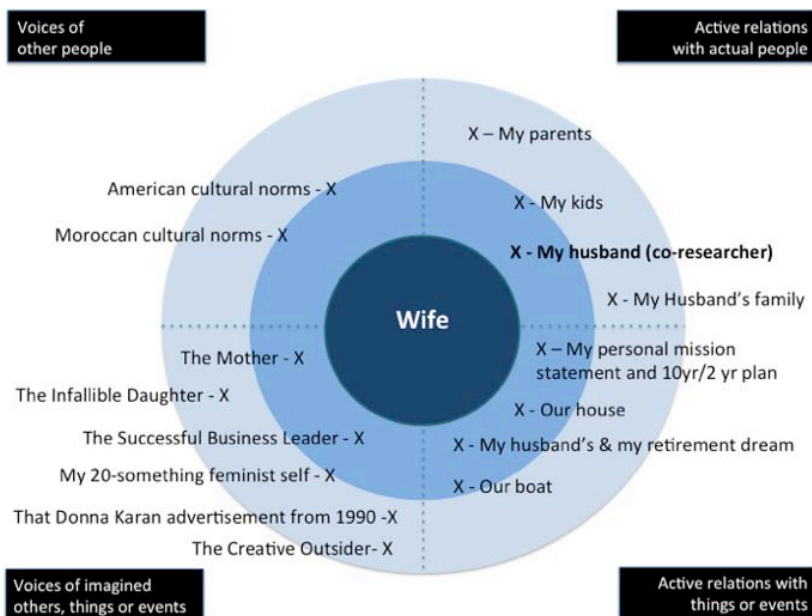 Voices of
other people
Active relations
with actual people
X – My parents
American cultural norms - X
X - My kids
Moroccan cultural norms - X
X - My husband (co-researcher)
X - My Husband's family
Wife
The Mother - X
X – My personal mission
statement and 10yr/2 yr plan
The Infallible Daughter - X
X - Our house
The Successful Business Leader - X
X - My husband's & my retirement dream
My 20-something feminist self - X
X - Our boat
That Donna Karan advertisement from 1990 -X
The Creative Outsider- X
Voices of imagined
others, things or events
Active relations with
things or events